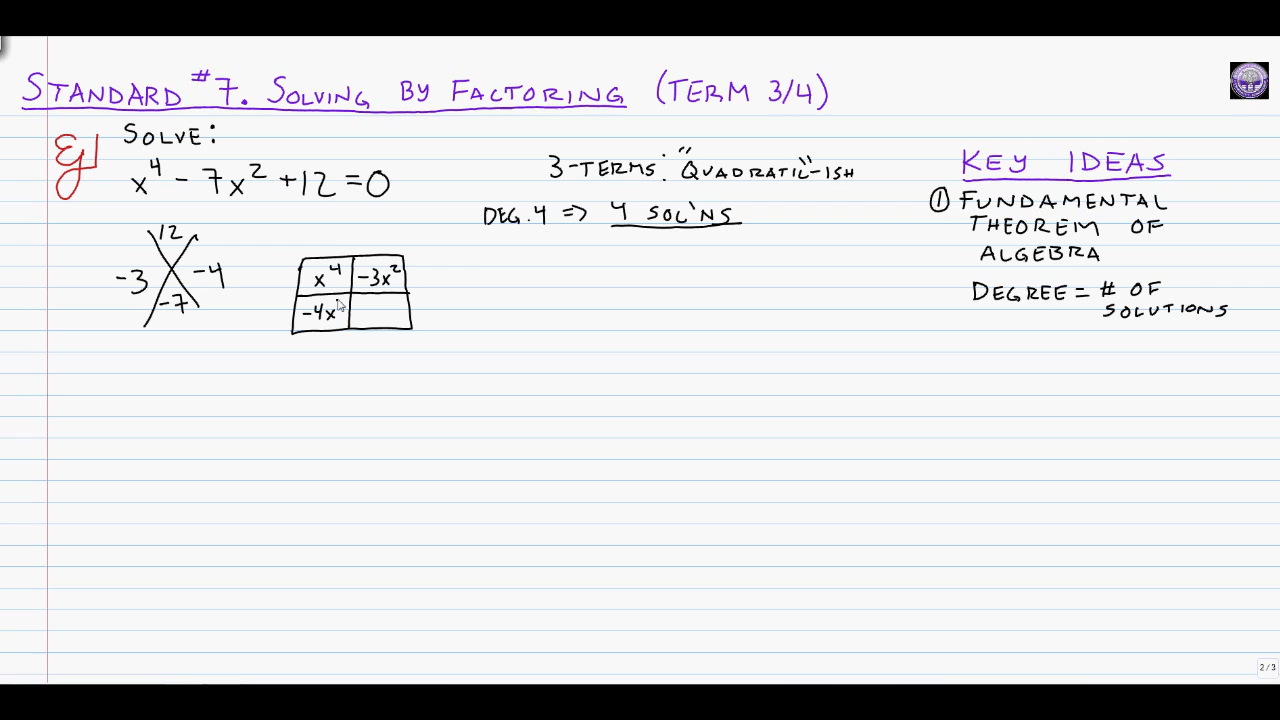 STANDARD #7. SOLVING BY FACTORING (TERM 3/4)
Eg SOLVE:
x⁴ - 7x² + 12 = 0
12
-3 -4
-7
x⁴ -3x²
-4x
3-TERMS: "QUADRATIC"-ISH
DEG. 4 => 4 SOL'NS
KEY IDEAS
① FUNDAMENTAL
THEOREM OF
ALGEBRA
DEGREE = # OF
SOLUTIONS
2/3